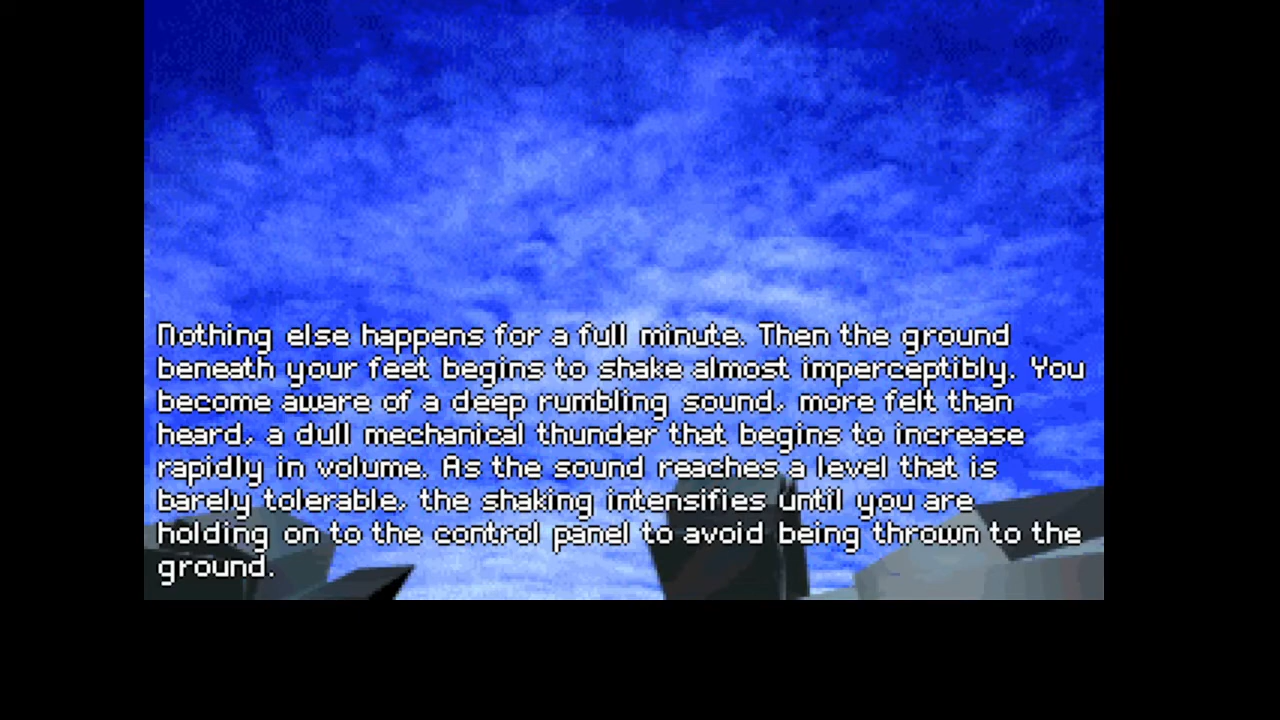 Nothing else happens for a full minute. Then the ground
beneath your feet begins to shake almost imperceptibly. You
become aware of a deep rumbling sound, more felt than
heard, a dull mechanical thunder that begins to increase
rapidly in volume. As the sound reaches a level that is
barely tolerable, the shaking intensifies until you are
holding on to the control panel to avoid being thrown to the
ground.